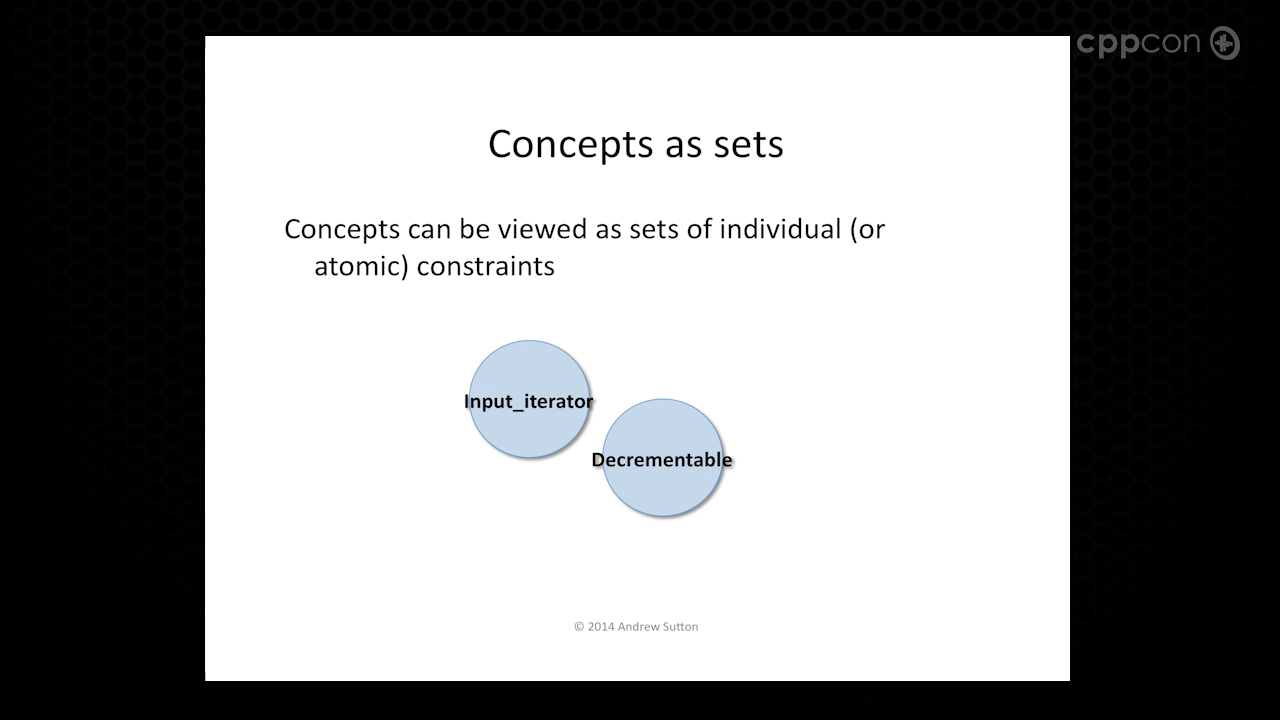 cppcon
Concepts as sets
Concepts can be viewed as sets of individual (or
atomic) constraints
Input_iterator
Decrementable
© 2014 Andrew Sutton